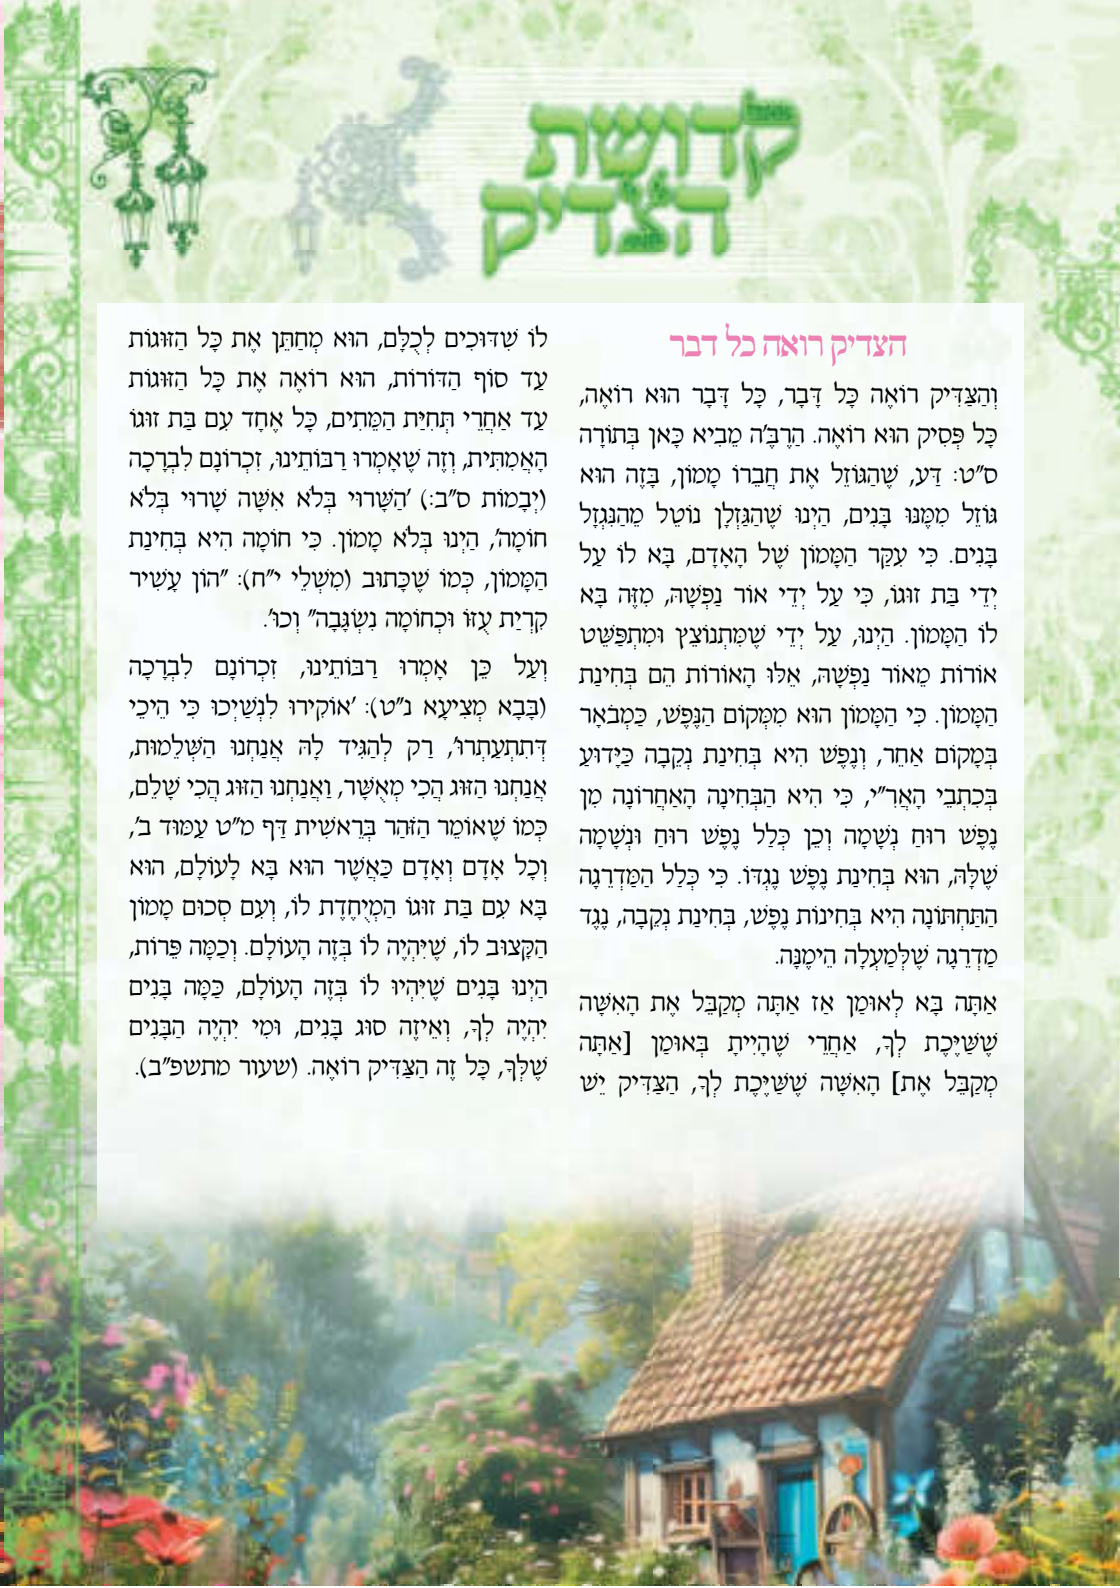 קדושת
הצדיק
הצדיק רואה כל דבר
וְהַצַּדִּיק רוֹאֶה כָּל דָּבָר, כָּל דָּבָר הוּא רוֹאֶה,
כָּל פְּסִיק הוּא רוֹאֶה. הָרַבֵּ'ה מֵבִיא כָּאן בְּתוֹרָה
ס"ט: דַּע, שֶׁהַגּוֹזֵל אֶת חֲבֵרוֹ מָמוֹן, בָּזֶה הוּא
גּוֹזֵל מִמֶּנּוּ בָּנִים, הַיְנוּ שֶׁהַגַּזְלָן נוֹטֵל מֵהַנִּגְזָל
בָּנִים. כִּי עִקַּר הַמָּמוֹן שֶׁל הָאָדָם, בָּא לוֹ עַל
יְדֵי בַּת זוּגוֹ, כִּי עַל יְדֵי אוֹר נַפְשָׁהּ, מִזֶּה בָּא
לוֹ הַמָּמוֹן. הַיְנוּ, עַל יְדֵי שֶׁמִּתְנוֹצֵץ וּמִתְפַּשֵּׁט
אוֹרוֹת מֵאוֹר נַפְשָׁהּ, אֵלּוּ הָאוֹרוֹת הֵם בְּחִינַת
הַמָּמוֹן. כִּי הַמָּמוֹן הוּא מִמְּקוֹם הַנֶּפֶשׁ, כַּמְבֹאָר
בְּמָקוֹם אַחֵר, וְנֶפֶשׁ הִיא בְּחִינַת נְקֵבָה כַּיָּדוּעַ
בְּכִתְבֵי הָאֲרִ"י, כִּי הִיא הַבְּחִינָה הָאַחֲרוֹנָה מִן
נֶפֶשׁ רוּחַ נְשָׁמָה וְכֵן כְּלַל נֶפֶשׁ רוּחַ וּנְשָׁמָה
שֶׁלָּהּ, הוּא בְּחִינַת נֶפֶשׁ נֶגְדּוֹ. כִּי כְּלַל הַמַּדְרֵגָה
הַתַּחְתּוֹנָה הִיא בְּחִינוֹת נֶפֶשׁ, בְּחִינַת נְקֵבָה, נֶגֶד
מַדְרֵגָה שֶׁלְּמַעְלָה הֵימֶנָּה.
אַתָּה בָּא לְאוּמַן אַז אַתָּה מְקַבֵּל אֶת הָאִשָּׁה
שֶׁשַּׁיֶּכֶת לְךָ, אַחֲרֵי שֶׁהָיִיתָ בְּאוּמַן [אַתָּה
מְקַבֵּל אֶת] הָאִשָּׁה שֶׁשַּׁיֶּכֶת לְךָ, הַצַּדִּיק יֵשׁ
לוֹ שִׁדּוּכִים לְכֻלָּם, הוּא מְחַתֵּן אֶת כָּל הַזּוּגוֹת
עַד סוֹף הַדּוֹרוֹת, הוּא רוֹאֶה אֶת כָּל הַזּוּגוֹת
עַד אַחֲרֵי תְּחִיַּת הַמֵּתִים, כָּל אֶחָד עִם בַּת זוּגוֹ
הָאֲמִתִּית, וְזֶה שֶׁאָמְרוּ רַבּוֹתֵינוּ, זִכְרוֹנָם לִבְרָכָה
(יְבָמוֹת ס"ב:) 'הַשָּׁרוּי בְּלֹא אִשָּׁה שָׁרוּי בְּלֹא
חוֹמָה', הַיְנוּ בְּלֹא מָמוֹן. כִּי חוֹמָה הִיא בְּחִינַת
הַמָּמוֹן, כְּמוֹ שֶׁכָּתוּב (מִשְׁלֵי י"ח): "הוֹן עָשִׁיר
קִרְיַת עֻזּוֹ וּכְחוֹמָה נִשְׂגָּבָה" וְכוּ'.
וְעַל כֵּן אָמְרוּ רַבּוֹתֵינוּ, זִכְרוֹנָם לִבְרָכָה
(בָּבָא מְצִיעָא נ"ט): 'אוֹקִירוּ לִנְשַׁיְכוּ כִּי הֵיכִי
דְּתִתְעַתְּרוּ', רַק לְהַגִּיד לָהּ אֲנַחְנוּ הַשְּׁלֵמוּת,
אֲנַחְנוּ הַזּוּג הֲכִי מְאֻשָּׁר, וַאֲנַחְנוּ הַזּוּג הֲכִי שָׁלֵם,
כְּמוֹ שֶׁאוֹמֵר הַזֹּהַר בְּרֵאשִׁית דַּף מ"ט עַמּוּד ב',
וְכָל אָדָם וְאָדָם כַּאֲשֶׁר הוּא בָּא לָעוֹלָם, הוּא
בָּא עִם בַּת זוּגוֹ הַמְיֻחֶדֶת לוֹ, וְעִם סְכוּם מָמוֹן
הַקָּצוּב לוֹ, שֶׁיִּהְיֶה לוֹ בְּזֶה הָעוֹלָם. וְכַמָּה פֵּרוֹת,
הַיְנוּ בָּנִים שֶׁיִּהְיוּ לוֹ בְּזֶה הָעוֹלָם, כַּמָּה בָּנִים
יִהְיֶה לְךָ, וְאֵיזֶה סוּג בָּנִים, וּמִי יִהְיֶה הַבָּנִים
שֶׁלְּךָ, כָּל זֶה הַצַּדִּיק רוֹאֶה. (שעור מתשפ"ב).